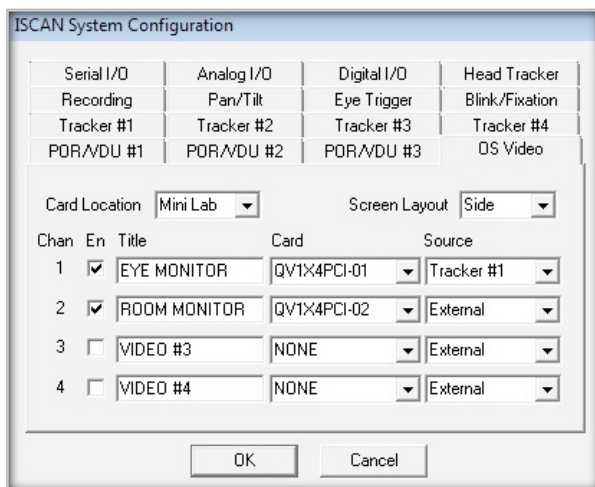 ISCAN System Configuration
Serial I/O Analog I/O Digital I/O Head Tracker
Recording Pan/Tilt Eye Trigger Blink/Fixation
Tracker #1 Tracker #2 Tracker #3 Tracker #4
POR/VDU #1 POR/VDU #2 POR/VDU #3 OS Video
Card Location Mini Lab Screen Layout Side
Chan En Title Card Source
1 EYE MONITOR QV1X4PCI-01 Tracker #1
2 ROOM MONITOR QV1X4PCI-02 External
3 VIDEO #3 NONE External
4 VIDEO #4 NONE External
OK Cancel